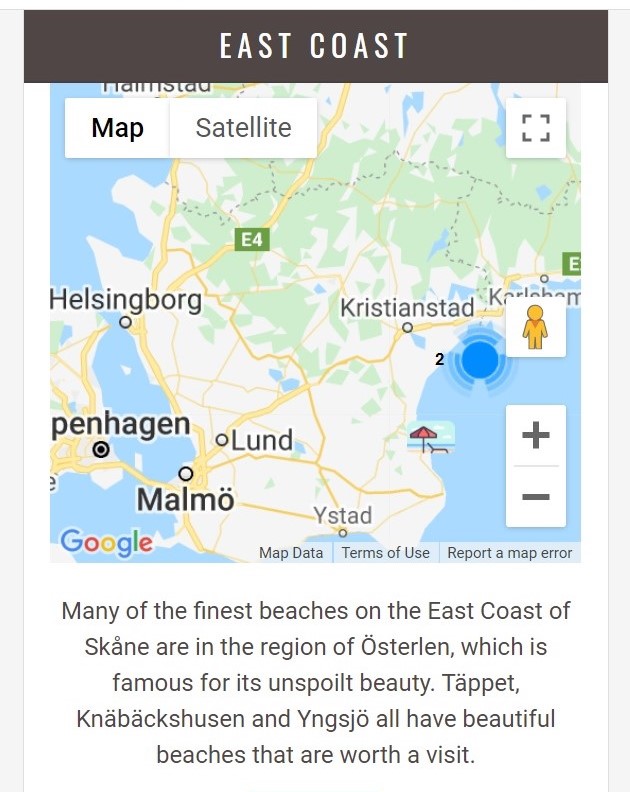 EAST COAST
Halmstad
Map Satellite
E4
E
Helsingborg
Kristianstad Karlsham
2
penhagen
Lund
e
Malmö
Ystad
Google
Map Data Terms of Use Report a map error
Many of the finest beaches on the East Coast of
Skåne are in the region of Österlen, which is
famous for its unspoilt beauty. Täppet,
Knäbäckshusen and Yngsjö all have beautiful
beaches that are worth a visit.